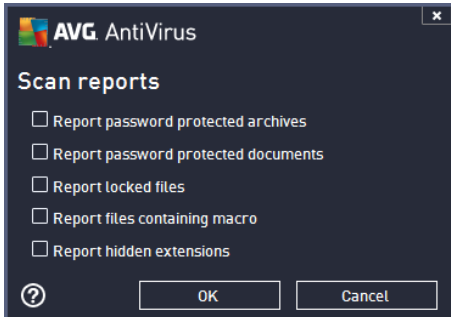 AVG AntiVirus
Scan reports
Report password protected archives
Report password protected documents
Report locked files
Report files containing macro
Report hidden extensions
? OK Cancel